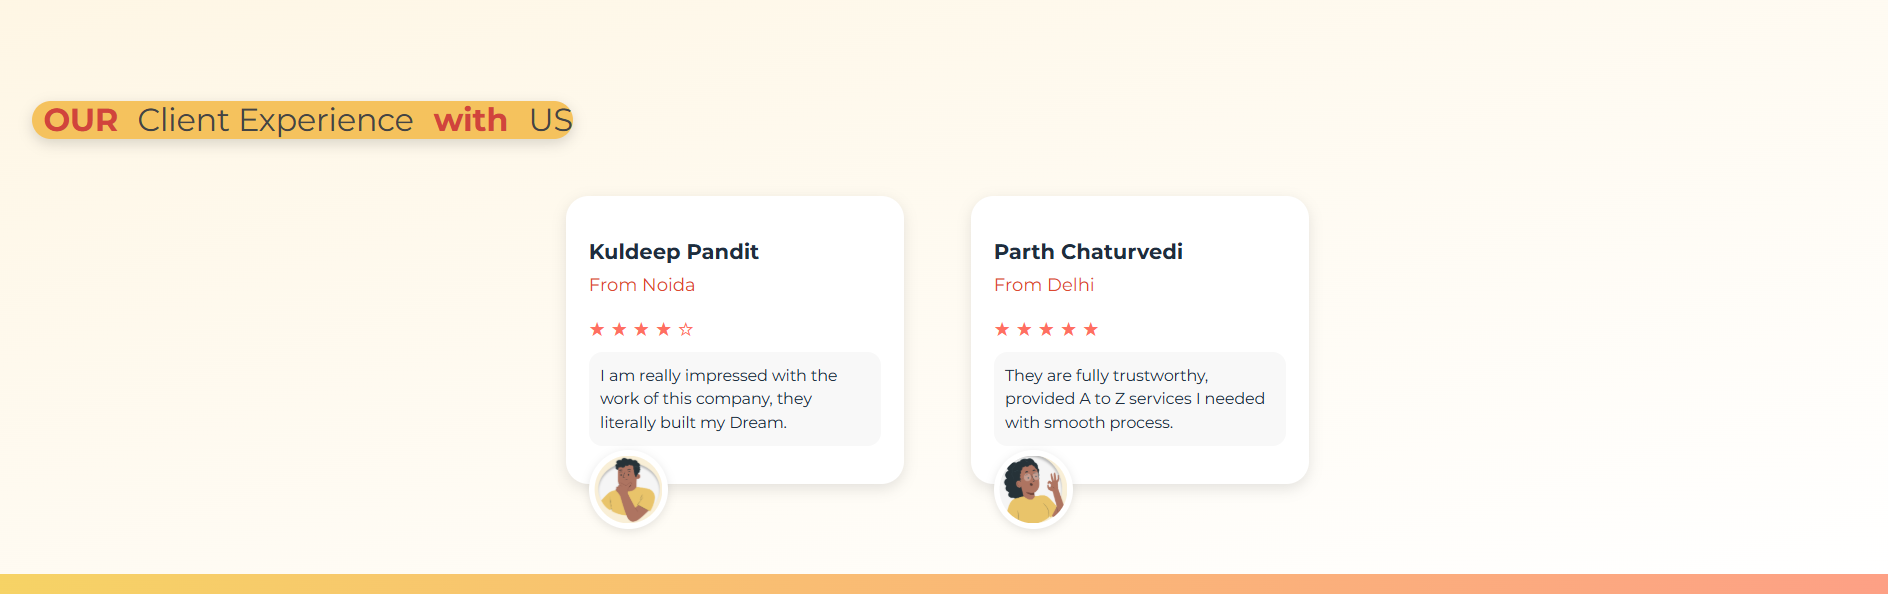 OUR Client Experience with US
Kuldeep Pandit
From Noida
★ ★ ★ ★ ☆
I am really impressed with the
work of this company, they
literally built my Dream.
Parth Chaturvedi
From Delhi
★ ★ ★ ★ ★
They are fully trustworthy,
provided A to Z services I needed
with smooth process.